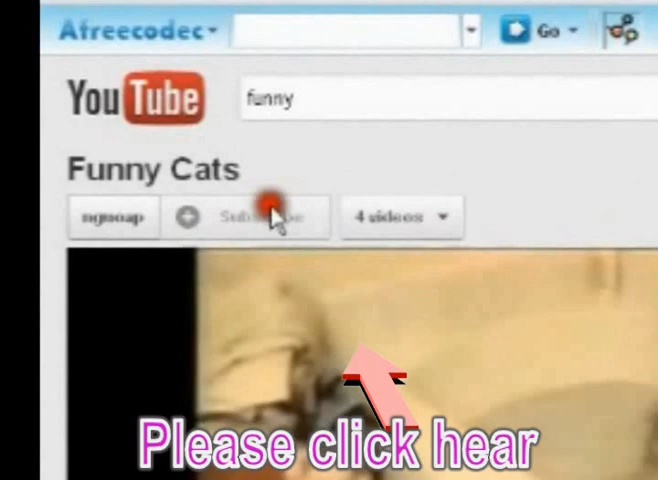 Afreecodec
Go
YouTube
funny
Funny Cats
4 videos
Please click hear